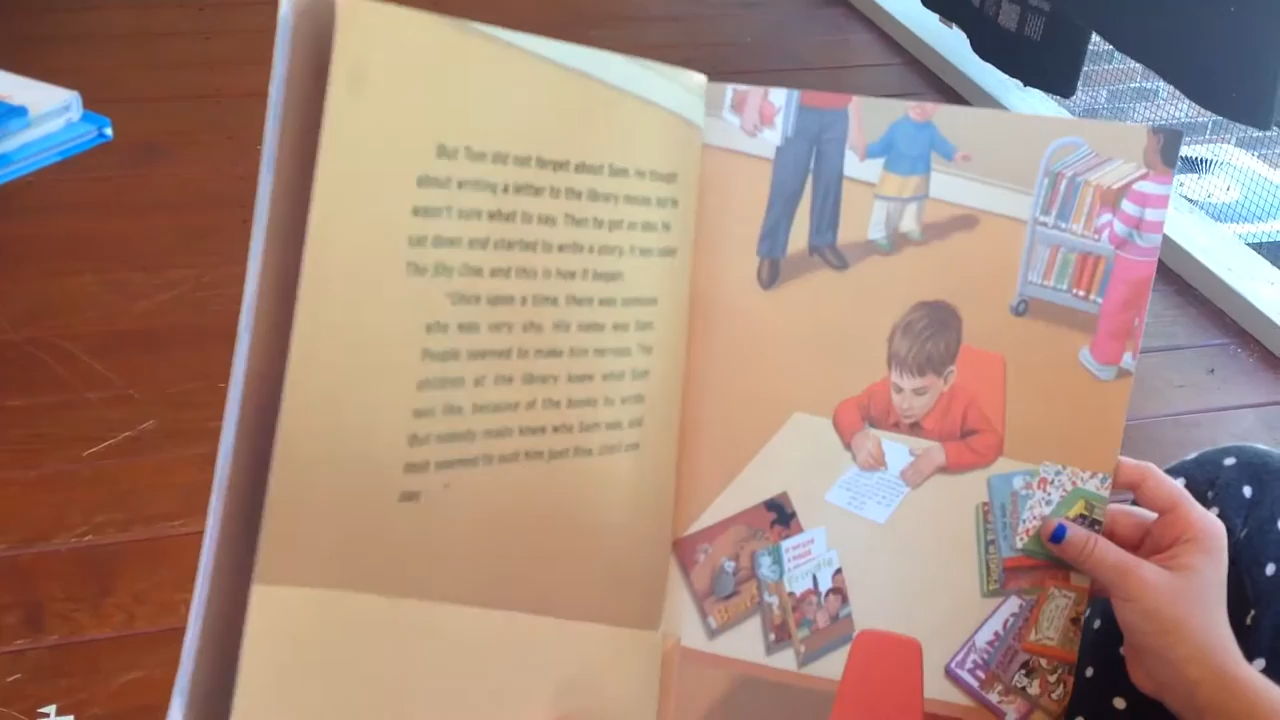 But Tom did not forget about Sam. He thought
about writing a letter to the library mouse, but he
wasn't sure what to say. Then he got an idea. He
sat down and started to write a story. It was called
The Shy One, and this is how it began:
"Once upon a time, there was someone
who was very shy. His name was Sam.
People seemed to make him nervous. The
children at the library knew what Sam
was like, because of the books he wrote.
But nobody really knew who Sam was, and
that seemed to suit him just fine. Until one
day
Frindle